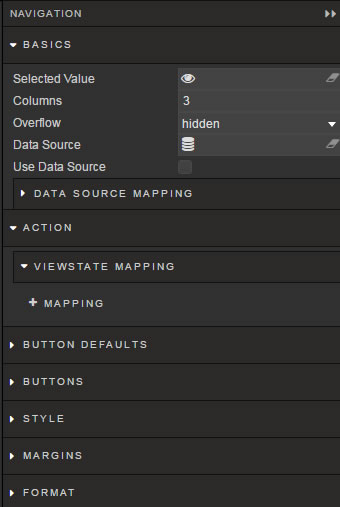 NAVIGATION
BASICS
Selected Value
Columns 3
Overflow hidden
Data Source
Use Data Source
DATA SOURCE MAPPING
ACTION
VIEWSTATE MAPPING
MAPPING
BUTTON DEFAULTS
BUTTONS
STYLE
MARGINS
FORMAT